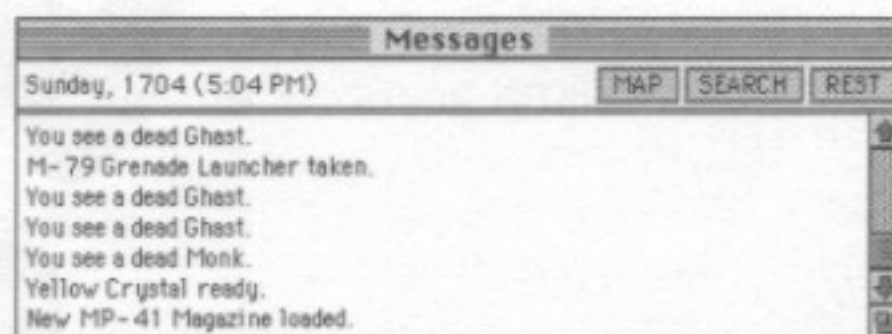 Messages
Sunday, 1704 (5:04 PM)
MAP SEARCH REST
You see a dead Ghast.
M-79 Grenade Launcher taken.
You see a dead Ghast.
You see a dead Ghast.
You see a dead Monk.
Yellow Crystal ready.
New MP-41 Magazine loaded.